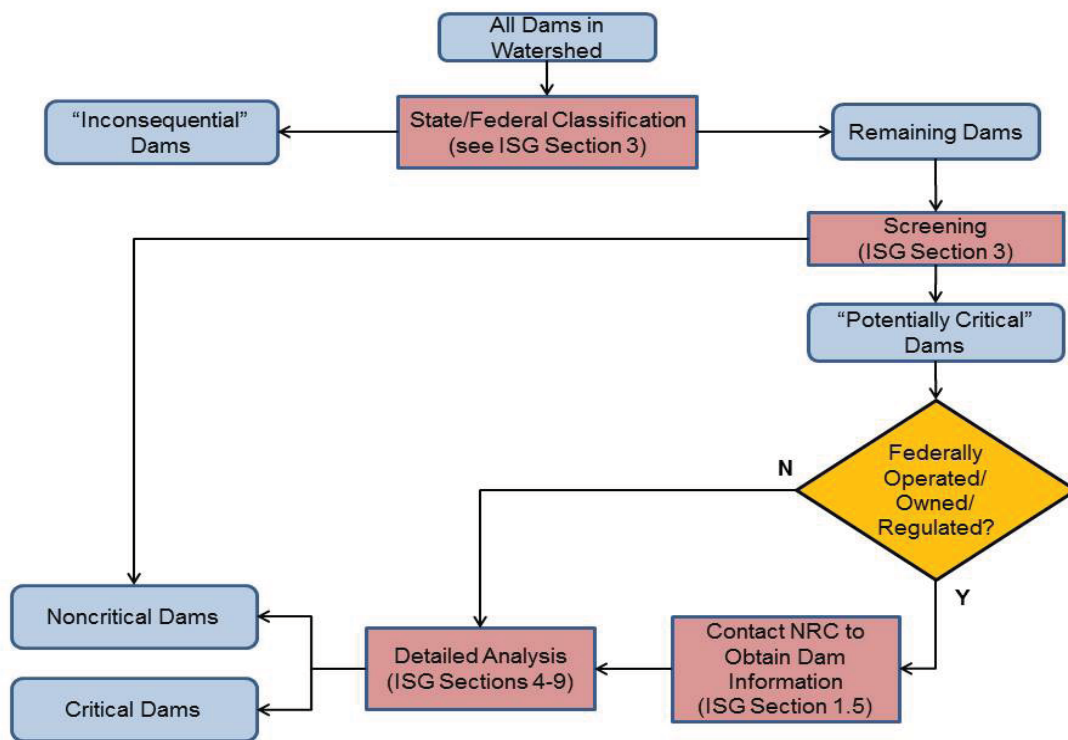 All Dams in
Watershed
“Inconsequential”
Dams
State/Federal Classification
(see ISG Section 3)
Remaining Dams
Screening
(ISG Section 3)
“Potentially Critical”
Dams
Federally
Operated/
Owned/
Regulated?
N
Y
Noncritical Dams
Detailed Analysis
(ISG Sections 4-9)
Contact NRC to
Obtain Dam
Information
(ISG Section 1.5)
Critical Dams